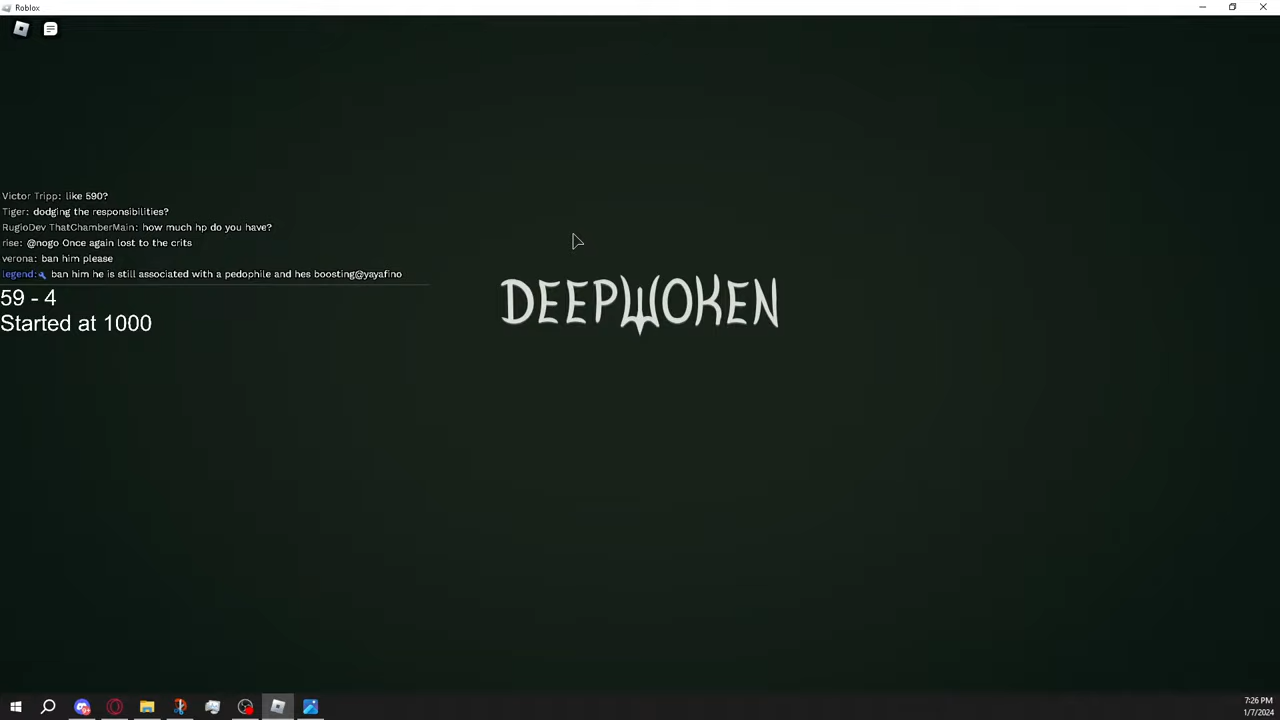 Roblox
Victor Tripp: like 590?
Tiger: dodging the responsibilities?
RugioDev ThatChamberMain: how much hp do you have?
rise: @nogo Once again lost to the crits
verona: ban him please
legend: ban him he is still associated with a pedophile and hes boosting@yayafino
59 - 4
Started at 1000
DEEPWOKEN
7:26 PM
1/7/2024